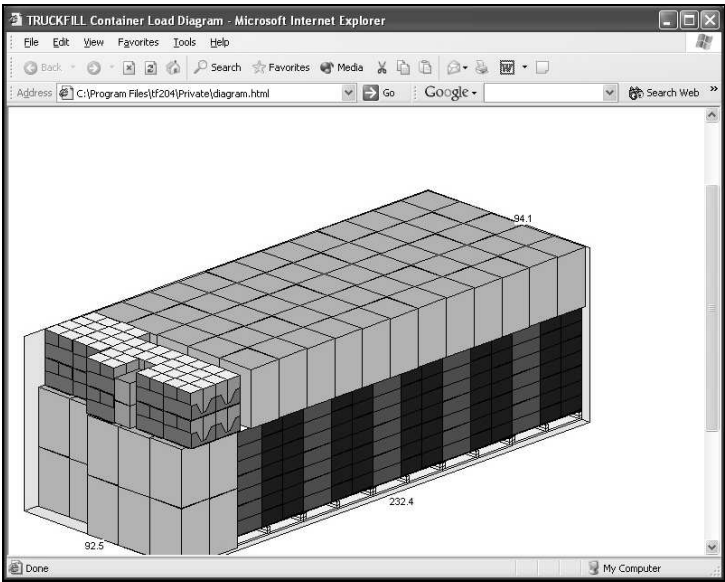 TRUCKFILL Container Load Diagram - Microsoft Internet Explorer
File Edit View Favorites Tools Help
Back Search Favorites Media
Address C:\Program Files\tf204\Private\diagram.html Go Google Search Web »
94.1
232.4
92.5
Done My Computer